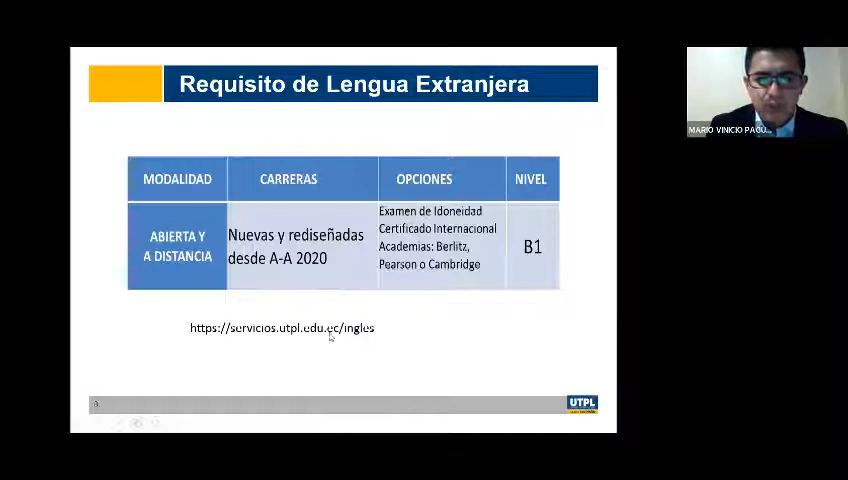 Requisito de Lengua Extranjera
MODALIDAD CARRERAS OPCIONES NIVEL
ABIERTA Y
A DISTANCIA
Nuevas y rediseñadas
desde A-A 2020
Examen de Idoneidad
Certificado Internacional
Academias: Berlitz,
Pearson o Cambridge
B1
https://servicios.utpl.edu.ec/ingles
UTPL
MARIO VINICIO PAGU...